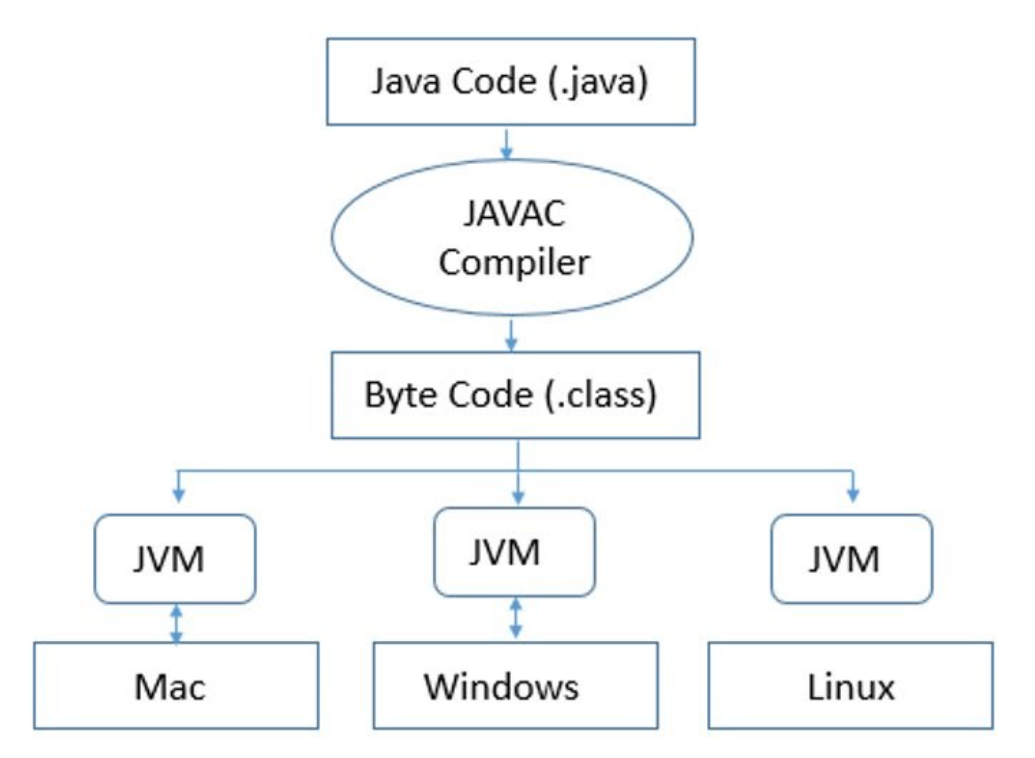 Java Code (.java)
JAVAC
Compiler
Byte Code (.class)
JVM
JVM
JVM
Mac
Windows
Linux